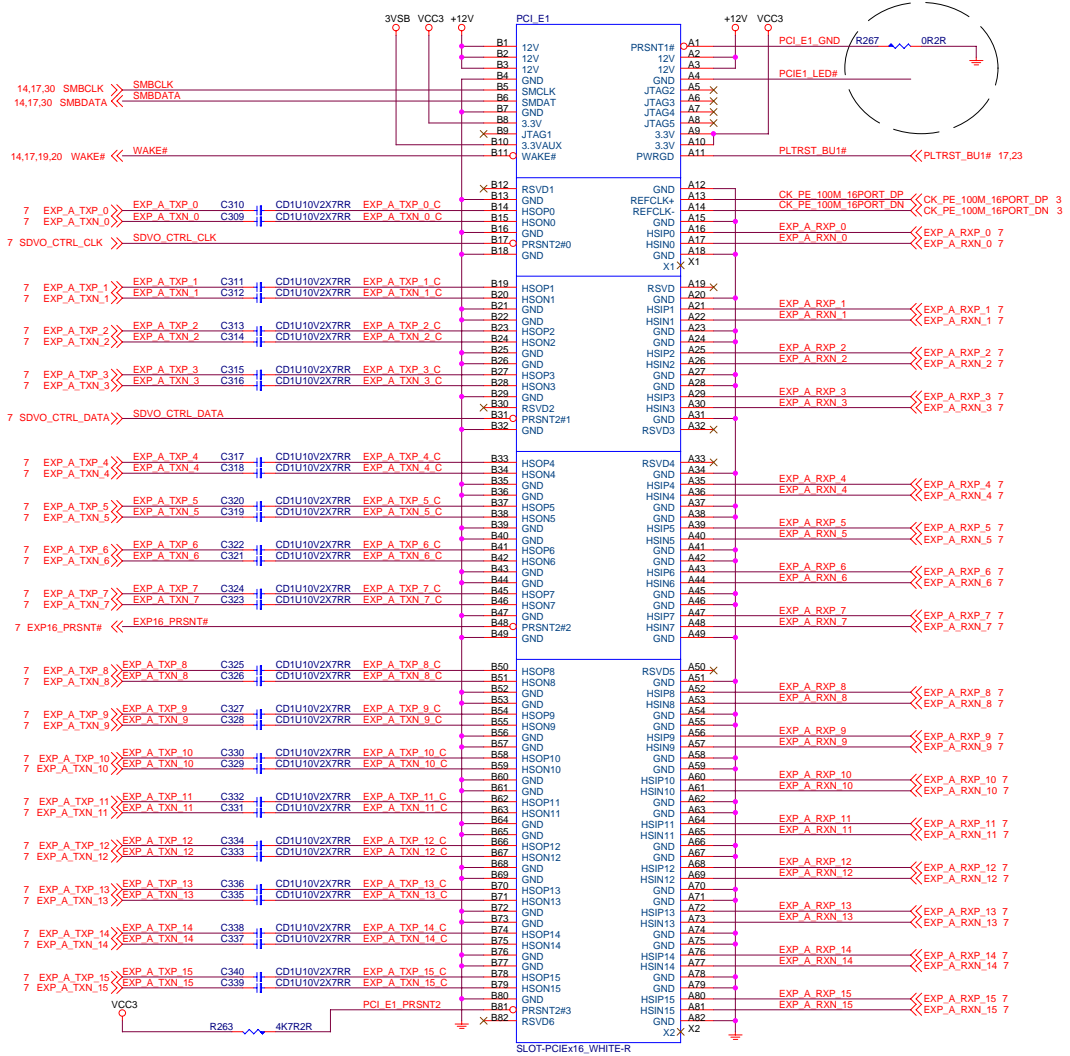 3VSB VCC3 +12V PCI_E1 +12V VCC3
B1 12V PRSNT1# A1 PCI_E1_GND R267 0R2R
B2 12V 12V A2
B3 12V 12V A3
B4 GND GND A4 PCIE1_LED#
14,17,30 SMBCLK SMBCLK B5 SMCLK JTAG2 A5
14,17,30 SMBDATA SMBDATA B6 SMDAT JTAG3 A6
B7 GND JTAG4 A7
B8 3.3V JTAG5 A8
B9 JTAG1 3.3V A9
B10 3.3VAUX 3.3V A10
14,17,19,20 WAKE# WAKE# B11 WAKE# PWRGD A11 PLTRST_BU1# PLTRST_BU1# 17,23
B12 RSVD1 GND A12
B13 GND REFCLK+ A13 CK_PE_100M_16PORT_DP CK_PE_100M_16PORT_DP 3
7 EXP_A_TXP_0 EXP_A_TXP_0 C310 CD1U10V2X7RR EXP_A_TXP_0_C B14 HSOP0 REFCLK- A14 CK_PE_100M_16PORT_DN CK_PE_100M_16PORT_DN 3
7 EXP_A_TXN_0 EXP_A_TXN_0 C309 CD1U10V2X7RR EXP_A_TXN_0_C B15 HSON0 GND A15
B16 GND HSIP0 A16 EXP_A_RXP_0 EXP_A_RXP_0 7
7 SDVO_CTRL_CLK SDVO_CTRL_CLK B17 PRSNT2#0 HSIN0 A17 EXP_A_RXN_0 EXP_A_RXN_0 7
B18 GND GND A18
X1 X1
7 EXP_A_TXP_1 EXP_A_TXP_1 C311 CD1U10V2X7RR EXP_A_TXP_1_C B19 HSOP1 RSVD A19
7 EXP_A_TXN_1 EXP_A_TXN_1 C312 CD1U10V2X7RR EXP_A_TXN_1_C B20 HSON1 GND A20
B21 GND HSIP1 A21 EXP_A_RXP_1 EXP_A_RXP_1 7
B22 GND HSIN1 A22 EXP_A_RXN_1 EXP_A_RXN_1 7
7 EXP_A_TXP_2 EXP_A_TXP_2 C313 CD1U10V2X7RR EXP_A_TXP_2_C B23 HSOP2 GND A23
7 EXP_A_TXN_2 EXP_A_TXN_2 C314 CD1U10V2X7RR EXP_A_TXN_2_C B24 HSON2 GND A24
B25 GND HSIP2 A25 EXP_A_RXP_2 EXP_A_RXP_2 7
B26 GND HSIN2 A26 EXP_A_RXN_2 EXP_A_RXN_2 7
7 EXP_A_TXP_3 EXP_A_TXP_3 C315 CD1U10V2X7RR EXP_A_TXP_3_C B27 HSOP3 GND A27
7 EXP_A_TXN_3 EXP_A_TXN_3 C316 CD1U10V2X7RR EXP_A_TXN_3_C B28 HSON3 GND A28
B29 GND HSIP3 A29 EXP_A_RXP_3 EXP_A_RXP_3 7
B30 RSVD2 HSIN3 A30 EXP_A_RXN_3 EXP_A_RXN_3 7
7 SDVO_CTRL_DATA SDVO_CTRL_DATA B31 PRSNT2#1 GND A31
B32 GND RSVD3 A32
7 EXP_A_TXP_4 EXP_A_TXP_4 C317 CD1U10V2X7RR EXP_A_TXP_4_C B33 HSOP4 RSVD4 A33
7 EXP_A_TXN_4 EXP_A_TXN_4 C318 CD1U10V2X7RR EXP_A_TXN_4_C B34 HSON4 GND A34
B35 GND HSIP4 A35 EXP_A_RXP_4 EXP_A_RXP_4 7
B36 GND HSIN4 A36 EXP_A_RXN_4 EXP_A_RXN_4 7
7 EXP_A_TXP_5 EXP_A_TXP_5 C320 CD1U10V2X7RR EXP_A_TXP_5_C B37 HSOP5 GND A37
7 EXP_A_TXN_5 EXP_A_TXN_5 C319 CD1U10V2X7RR EXP_A_TXN_5_C B38 HSON5 GND A38
B39 GND HSIP5 A39 EXP_A_RXP_5 EXP_A_RXP_5 7
B40 GND HSIN5 A40 EXP_A_RXN_5 EXP_A_RXN_5 7
7 EXP_A_TXP_6 EXP_A_TXP_6 C322 CD1U10V2X7RR EXP_A_TXP_6_C B41 HSOP6 GND A41
7 EXP_A_TXN_6 EXP_A_TXN_6 C321 CD1U10V2X7RR EXP_A_TXN_6_C B42 HSON6 GND A42
B43 GND HSIP6 A43 EXP_A_RXP_6 EXP_A_RXP_6 7
B44 GND HSIN6 A44 EXP_A_RXN_6 EXP_A_RXN_6 7
7 EXP_A_TXP_7 EXP_A_TXP_7 C324 CD1U10V2X7RR EXP_A_TXP_7_C B45 HSOP7 GND A45
7 EXP_A_TXN_7 EXP_A_TXN_7 C323 CD1U10V2X7RR EXP_A_TXN_7_C B46 HSON7 GND A46
B47 GND HSIP7 A47 EXP_A_RXP_7 EXP_A_RXP_7 7
7 EXP16_PRSNT# EXP16_PRSNT# B48 PRSNT2#2 HSIN7 A48 EXP_A_RXN_7 EXP_A_RXN_7 7
B49 GND GND A49
7 EXP_A_TXP_8 EXP_A_TXP_8 C325 CD1U10V2X7RR EXP_A_TXP_8_C B50 HSOP8 RSVD5 A50
7 EXP_A_TXN_8 EXP_A_TXN_8 C326 CD1U10V2X7RR EXP_A_TXN_8_C B51 HSON8 GND A51
B52 GND HSIP8 A52 EXP_A_RXP_8 EXP_A_RXP_8 7
B53 GND HSIN8 A53 EXP_A_RXN_8 EXP_A_RXN_8 7
7 EXP_A_TXP_9 EXP_A_TXP_9 C327 CD1U10V2X7RR EXP_A_TXP_9_C B54 HSOP9 GND A54
7 EXP_A_TXN_9 EXP_A_TXN_9 C328 CD1U10V2X7RR EXP_A_TXN_9_C B55 HSON9 GND A55
B56 GND HSIP9 A56 EXP_A_RXP_9 EXP_A_RXP_9 7
B57 GND HSIN9 A57 EXP_A_RXN_9 EXP_A_RXN_9 7
7 EXP_A_TXP_10 EXP_A_TXP_10 C330 CD1U10V2X7RR EXP_A_TXP_10_C B58 HSOP10 GND A58
7 EXP_A_TXN_10 EXP_A_TXN_10 C329 CD1U10V2X7RR EXP_A_TXN_10_C B59 HSON10 GND A59
B60 GND HSIP10 A60 EXP_A_RXP_10 EXP_A_RXP_10 7
B61 GND HSIN10 A61 EXP_A_RXN_10 EXP_A_RXN_10 7
7 EXP_A_TXP_11 EXP_A_TXP_11 C332 CD1U10V2X7RR EXP_A_TXP_11_C B62 HSOP11 GND A62
7 EXP_A_TXN_11 EXP_A_TXN_11 C331 CD1U10V2X7RR EXP_A_TXN_11_C B63 HSON11 GND A63
B64 GND HSIP11 A64 EXP_A_RXP_11 EXP_A_RXP_11 7
B65 GND HSIN11 A65 EXP_A_RXN_11 EXP_A_RXN_11 7
7 EXP_A_TXP_12 EXP_A_TXP_12 C334 CD1U10V2X7RR EXP_A_TXP_12_C B66 HSOP12 GND A66
7 EXP_A_TXN_12 EXP_A_TXN_12 C333 CD1U10V2X7RR EXP_A_TXN_12_C B67 HSON12 GND A67
B68 GND HSIP12 A68 EXP_A_RXP_12 EXP_A_RXP_12 7
B69 GND HSIN12 A69 EXP_A_RXN_12 EXP_A_RXN_12 7
7 EXP_A_TXP_13 EXP_A_TXP_13 C336 CD1U10V2X7RR EXP_A_TXP_13_C B70 HSOP13 GND A70
7 EXP_A_TXN_13 EXP_A_TXN_13 C335 CD1U10V2X7RR EXP_A_TXN_13_C B71 HSON13 GND A71
B72 GND HSIP13 A72 EXP_A_RXP_13 EXP_A_RXP_13 7
B73 GND HSIN13 A73 EXP_A_RXN_13 EXP_A_RXN_13 7
7 EXP_A_TXP_14 EXP_A_TXP_14 C338 CD1U10V2X7RR EXP_A_TXP_14_C B74 HSOP14 GND A74
7 EXP_A_TXN_14 EXP_A_TXN_14 C337 CD1U10V2X7RR EXP_A_TXN_14_C B75 HSON14 GND A75
B76 GND HSIP14 A76 EXP_A_RXP_14 EXP_A_RXP_14 7
B77 GND HSIN14 A77 EXP_A_RXN_14 EXP_A_RXN_14 7
7 EXP_A_TXP_15 EXP_A_TXP_15 C340 CD1U10V2X7RR EXP_A_TXP_15_C B78 HSOP15 GND A78
7 EXP_A_TXN_15 EXP_A_TXN_15 C339 CD1U10V2X7RR EXP_A_TXN_15_C B79 HSON15 GND A79
B80 GND HSIP15 A80 EXP_A_RXP_15 EXP_A_RXP_15 7
VCC3 PCI_E1_PRSNT2 B81 PRSNT2#3 HSIN15 A81 EXP_A_RXN_15 EXP_A_RXN_15 7
R263 4K7R2R B82 RSVD6 GND A82
X2 X2
SLOT-PCIEx16_WHITE-R